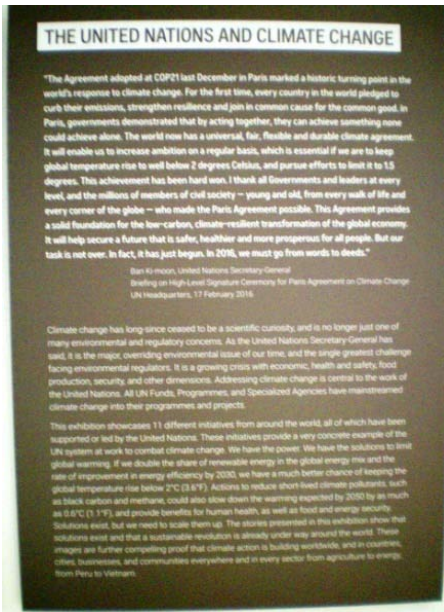 THE UNITED NATIONS AND CLIMATE CHANGE
"The Agreement adopted at COP21 last December in Paris marked a historic turning point in the
world's response to climate change. For the first time, every country in the world pledged to
curb their emissions, strengthen resilience and join in common cause for the common good. In
Paris, governments demonstrated that by acting together, they can achieve something none
could achieve alone. The world now has a universal, fair, flexible and durable climate agreement.
It will enable us to increase ambition on a regular basis, which is essential if we are to keep
global temperature rise to well below 2 degrees Celsius, and pursue efforts to limit it to 1.5
degrees. This achievement has been hard won. I thank all Governments and leaders at every
level, and the millions of members of civil society — young and old, from every walk of life and
every corner of the globe — who made the Paris Agreement possible. This Agreement provides
a solid foundation for the low-carbon, climate-resilient transformation of the global economy.
It will help secure a future that is safer, healthier and more prosperous for all people. But our
task is not over. In fact, it has just begun. In 2016, we must go from words to deeds."
Ban Ki-moon, United Nations Secretary-General
Briefing on High-Level Signature Ceremony for Paris Agreement on Climate Change
UN Headquarters, 17 February 2016
Climate change has long-since ceased to be a scientific curiosity, and is no longer just one of
many environmental and regulatory concerns. As the United Nations Secretary-General has
said, it is the major, overriding environmental issue of our time, and the single greatest challenge
facing environmental regulators. It is a growing crisis with economic, health and safety, food
production, security, and other dimensions. Addressing climate change is central to the work of
the United Nations. All UN Funds, Programmes, and Specialized Agencies have mainstreamed
climate change into their programmes and projects.
This exhibition showcases 11 different initiatives from around the world, all of which have been
supported or led by the United Nations. These initiatives provide a very concrete example of the
UN system at work to combat climate change. We have the power. We have the solutions to limit
global warming. If we double the share of renewable energy in the global energy mix and the
rate of improvement in energy efficiency by 2030, we have a much better chance of keeping the
global temperature rise below 2°C (3.6°F). Actions to reduce short-lived climate pollutants, such
as black carbon and methane, could also slow down the warming expected by 2050 by as much
as 0.6°C (1.1°F), and provide benefits for human health, as well as food and energy security.
Solutions exist, but we need to scale them up. The stories presented in this exhibition show that
solutions exist and that a sustainable revolution is already under way around the world. These
images are further compelling proof that climate action is building worldwide, and in countries,
cities, businesses, and communities everywhere and in every sector from agriculture to energy,
from Peru to Vietnam.